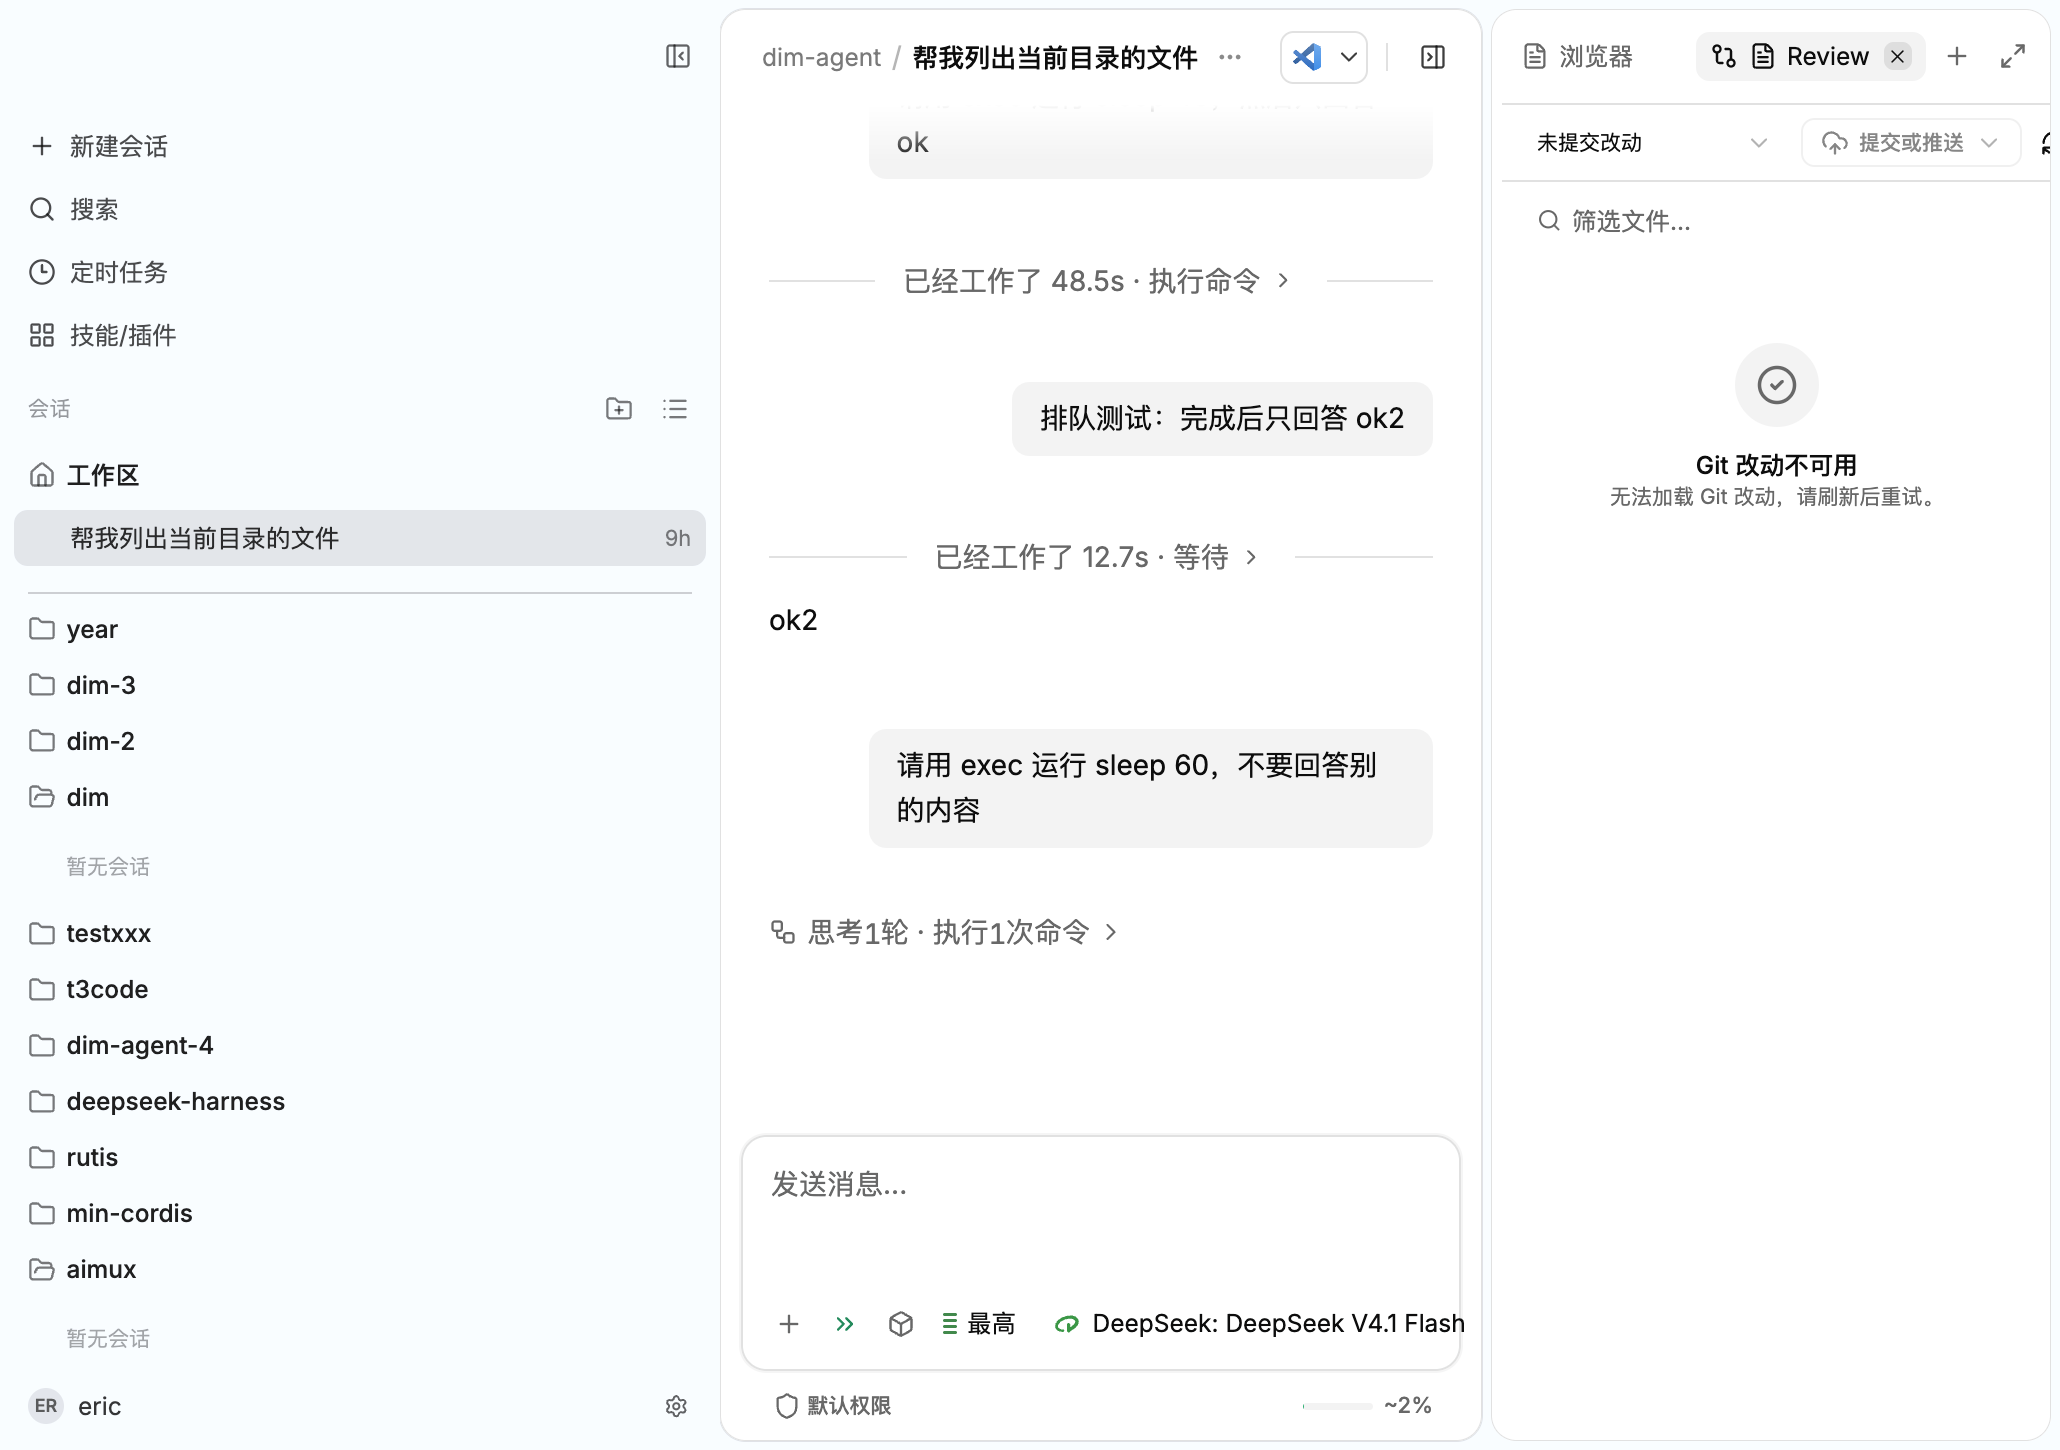 新建会话
搜索
定时任务
技能/插件
会话
工作区
帮我列出当前目录的文件 9h
year
dim-3
dim-2
dim
暂无会话
testxxx
t3code
dim-agent-4
deepseek-harness
rutis
min-cordis
aimux
暂无会话
ER eric
dim-agent / 帮我列出当前目录的文件
ok
已经工作了 48.5s · 执行命令
排队测试：完成后只回答 ok2
已经工作了 12.7s · 等待
ok2
请用 exec 运行 sleep 60，不要回答别
的内容
思考1轮 · 执行1次命令
发送消息...
最高 DeepSeek: DeepSeek V4.1 Flash
默认权限 ~2%
浏览器 Review
未提交改动 提交或推送
筛选文件...
Git 改动不可用
无法加载 Git 改动，请刷新后重试。